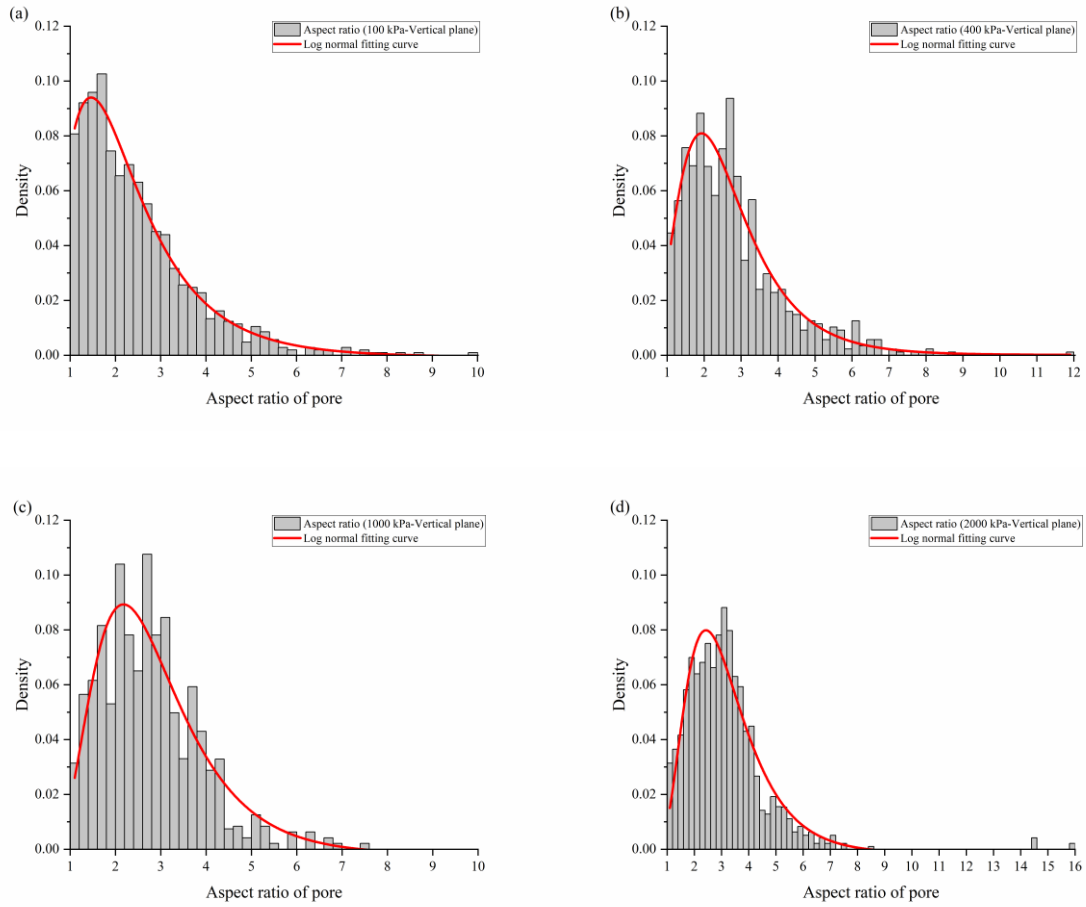 (a)
Aspect ratio (100 kPa-Vertical plane)
Log normal fitting curve
0.12
0.10
0.08
0.06
0.04
0.02
0.00
Density
1 2 3 4 5 6 7 8 9 10
Aspect ratio of pore
(b)
Aspect ratio (400 kPa-Vertical plane)
Log normal fitting curve
0.12
0.10
0.08
0.06
0.04
0.02
0.00
Density
1 2 3 4 5 6 7 8 9 10 11 12
Aspect ratio of pore
(c)
Aspect ratio (1000 kPa-Vertical plane)
Log normal fitting curve
0.12
0.10
0.08
0.06
0.04
0.02
0.00
Density
1 2 3 4 5 6 7 8 9 10
Aspect ratio of pore
(d)
Aspect ratio (2000 kPa-Vertical plane)
Log normal fitting curve
0.12
0.10
0.08
0.06
0.04
0.02
0.00
Density
1 2 3 4 5 6 7 8 9 10 11 12 13 14 15 16
Aspect ratio of pore